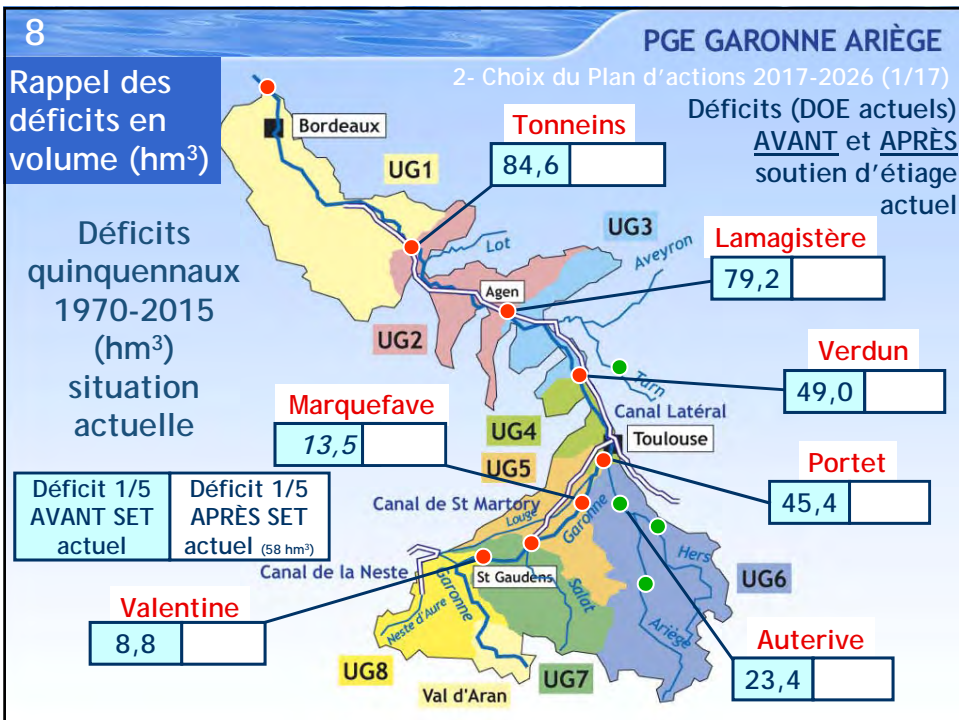 8
PGE GARONNE ARIÈGE
2- Choix du Plan d'actions 2017-2026 (1/17)
Rappel des
déficits en
volume (hm³)
Déficits (DOE actuels)
AVANT et APRÈS
soutien d'étiage
actuel
Déficits
quinquennaux
1970-2015
(hm³)
situation
actuelle
Bordeaux
UG1
Tonneins
84,6
UG3
Lot
Aveyron
Lamagistère
79,2
Agen
UG2
Verdun
49,0
Tarn
Canal Latéral
Marquefave
13,5
UG4
Toulouse
UG5
Portet
45,4
Déficit 1/5
AVANT SET
actuel
Déficit 1/5
APRÈS SET
actuel (58 hm³)
Canal de St Martory
Louge
Garonne
Hers
UG6
Canal de la Neste
Garonne
St Gaudens
Salat
Ariège
Valentine
8,8
Neste d'Aure
Auterive
23,4
UG8
UG7
Val d'Aran